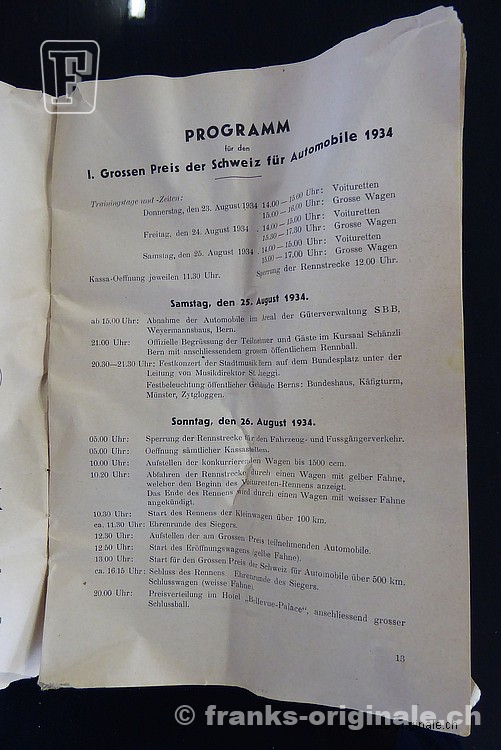 PROGRAMM
für den
I. Grossen Preis der Schweiz für Automobile 1934
Trainingstage und -Zeiten:
Donnerstag, den 23. August 1934 14.00—15.00 Uhr: Voituretten
15.00—16.00 Uhr: Grosse Wagen
Freitag, den 24. August 1934 . 14.00—15.00 Uhr: Voituretten
15.30—17.30 Uhr: Grosse Wagen
Samstag, den 25. August 1934 . 14.00—15.00 Uhr: Voituretten
15.00—17.00 Uhr: Grosse Wagen
Kassa-Oeffnung jeweilen 11.30 Uhr. Sperrung der Rennstrecke 12.00 Uhr.
Samstag, den 25. August 1934.
ab 15.00 Uhr: Abnahme der Automobile im Areal der Güterverwaltung SBB,
Weyermannshaus, Bern.
21.00 Uhr: Offizielle Begrüssung der Teilnehmer und Gäste im Kursaal Schänzli
Bern mit anschliessendem grossem öffentlichem Rennball.
20.30—21.30 Uhr: Festkonzert der Stadtmusik Bern auf dem Bundesplatz unter der
Leitung von Musikdirektor
Festbeleuchtung öffentlicher Gebäude Berns: Bundeshaus, Käfigturm,
Münster, Zytgloggen.
Sonntag, den 26. August 1934.
05.00 Uhr: Sperrung der Rennstrecke für den Fahrzeug- und Fussgängerverkehr.
05.00 Uhr: Oeffnung sämtlicher Kassastellen.
10.00 Uhr: Aufstellen der konkurrierenden Wagen bis 1500 ccm.
10.20 Uhr: Abfahren der Rennstrecke durch einen Wagen mit gelber Fahne,
welcher den Beginn des Voituretten-Rennens anzeigt.
Das Ende des Rennens wird durch einen Wagen mit weisser Fahne
angekündigt.
10.30 Uhr: Start des Rennens der Kleinwagen über 100 km.
ca. 11.30 Uhr: Ehrenrunde des Siegers.
12.30 Uhr: Aufstellen der am Grossen Preis teilnehmenden Automobile.
12.50 Uhr: Start des Eröffnungswagens (gelbe Fahne).
13.00 Uhr: Start für den Grossen Preis der Schweiz für Automobile über 500 km.
ca. 16.15 Uhr: Schluss des Rennens Ehrenrunde des Siegers.
Schlusswagen (weisse Fahne).
20.00 Uhr: Preisverteilung im Hotel „Bellevue-Palace“, anschliessend grosser
Schlussball.
13
F
© franks-originale.ch